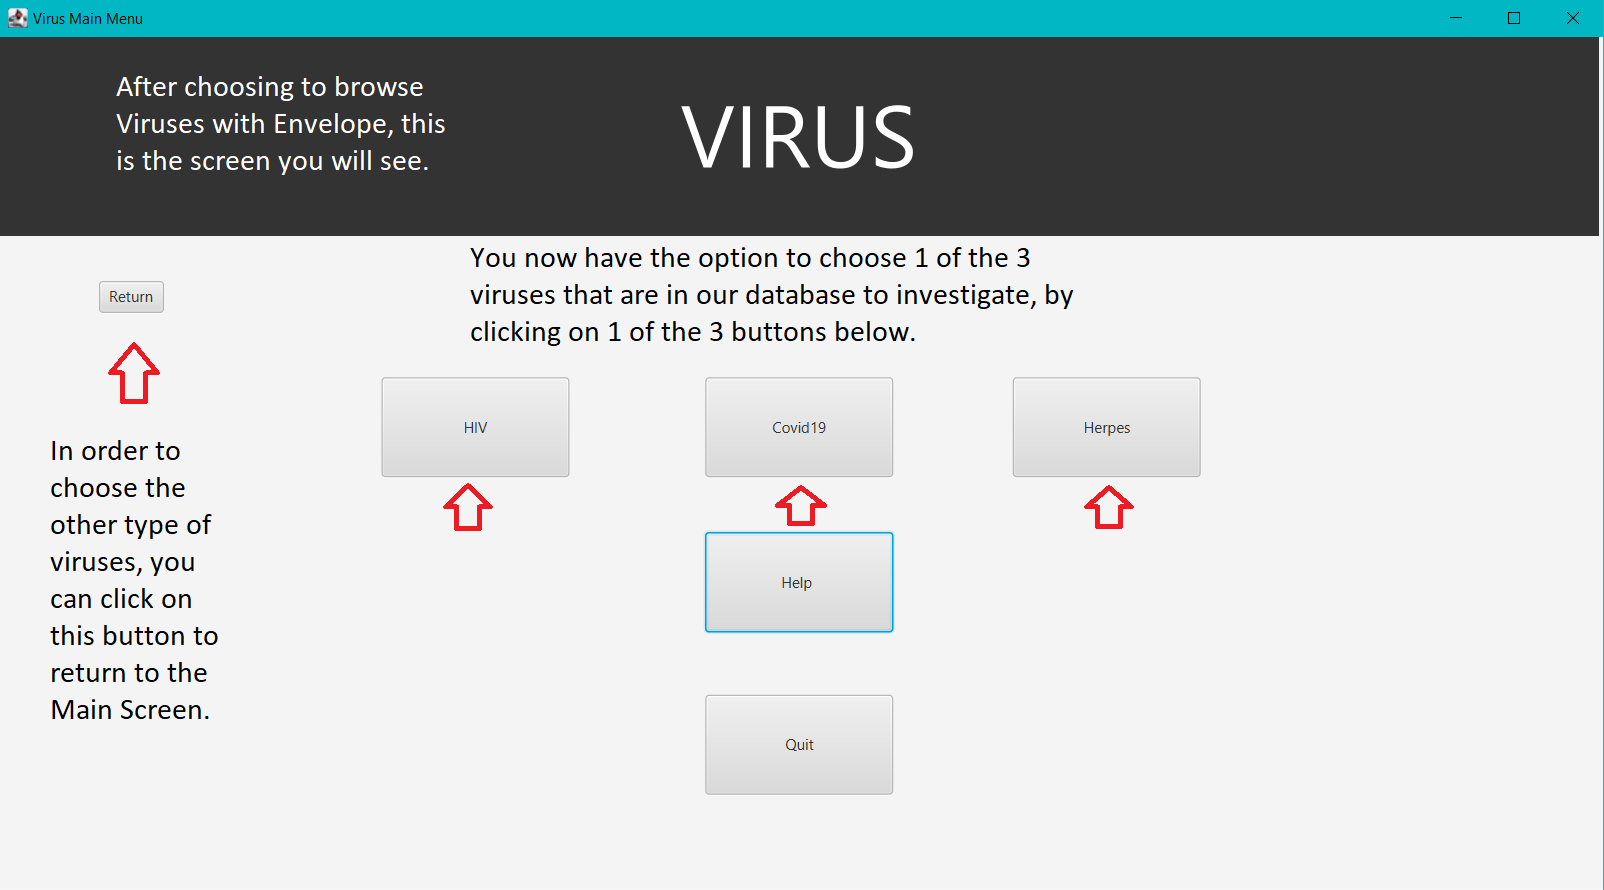 Virus Main Menu
After choosing to browse
Viruses with Envelope, this
is the screen you will see.
VIRUS
You now have the option to choose 1 of the 3
viruses that are in our database to investigate, by
clicking on 1 of the 3 buttons below.
Return
HIV
Covid19
Herpes
In order to
choose the
other type of
viruses, you
can click on
this button to
return to the
Main Screen.
Help
Quit